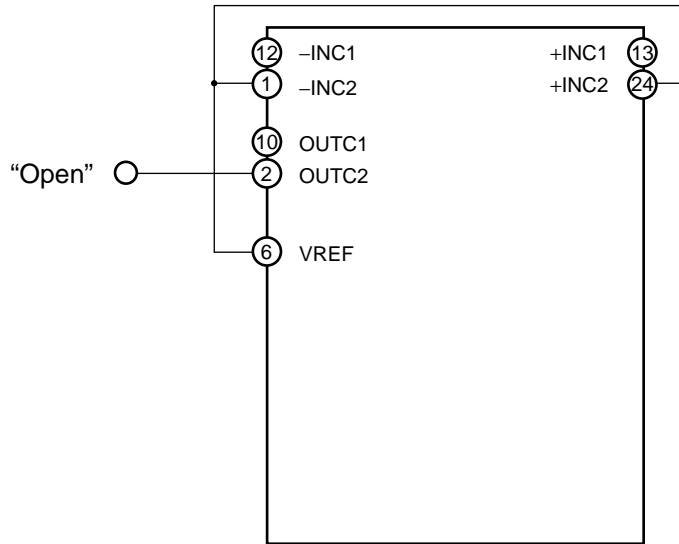 12 –INC1 +INC1 13
1 –INC2 +INC2 24
10 OUTC1
“Open” 2 OUTC2
6 VREF